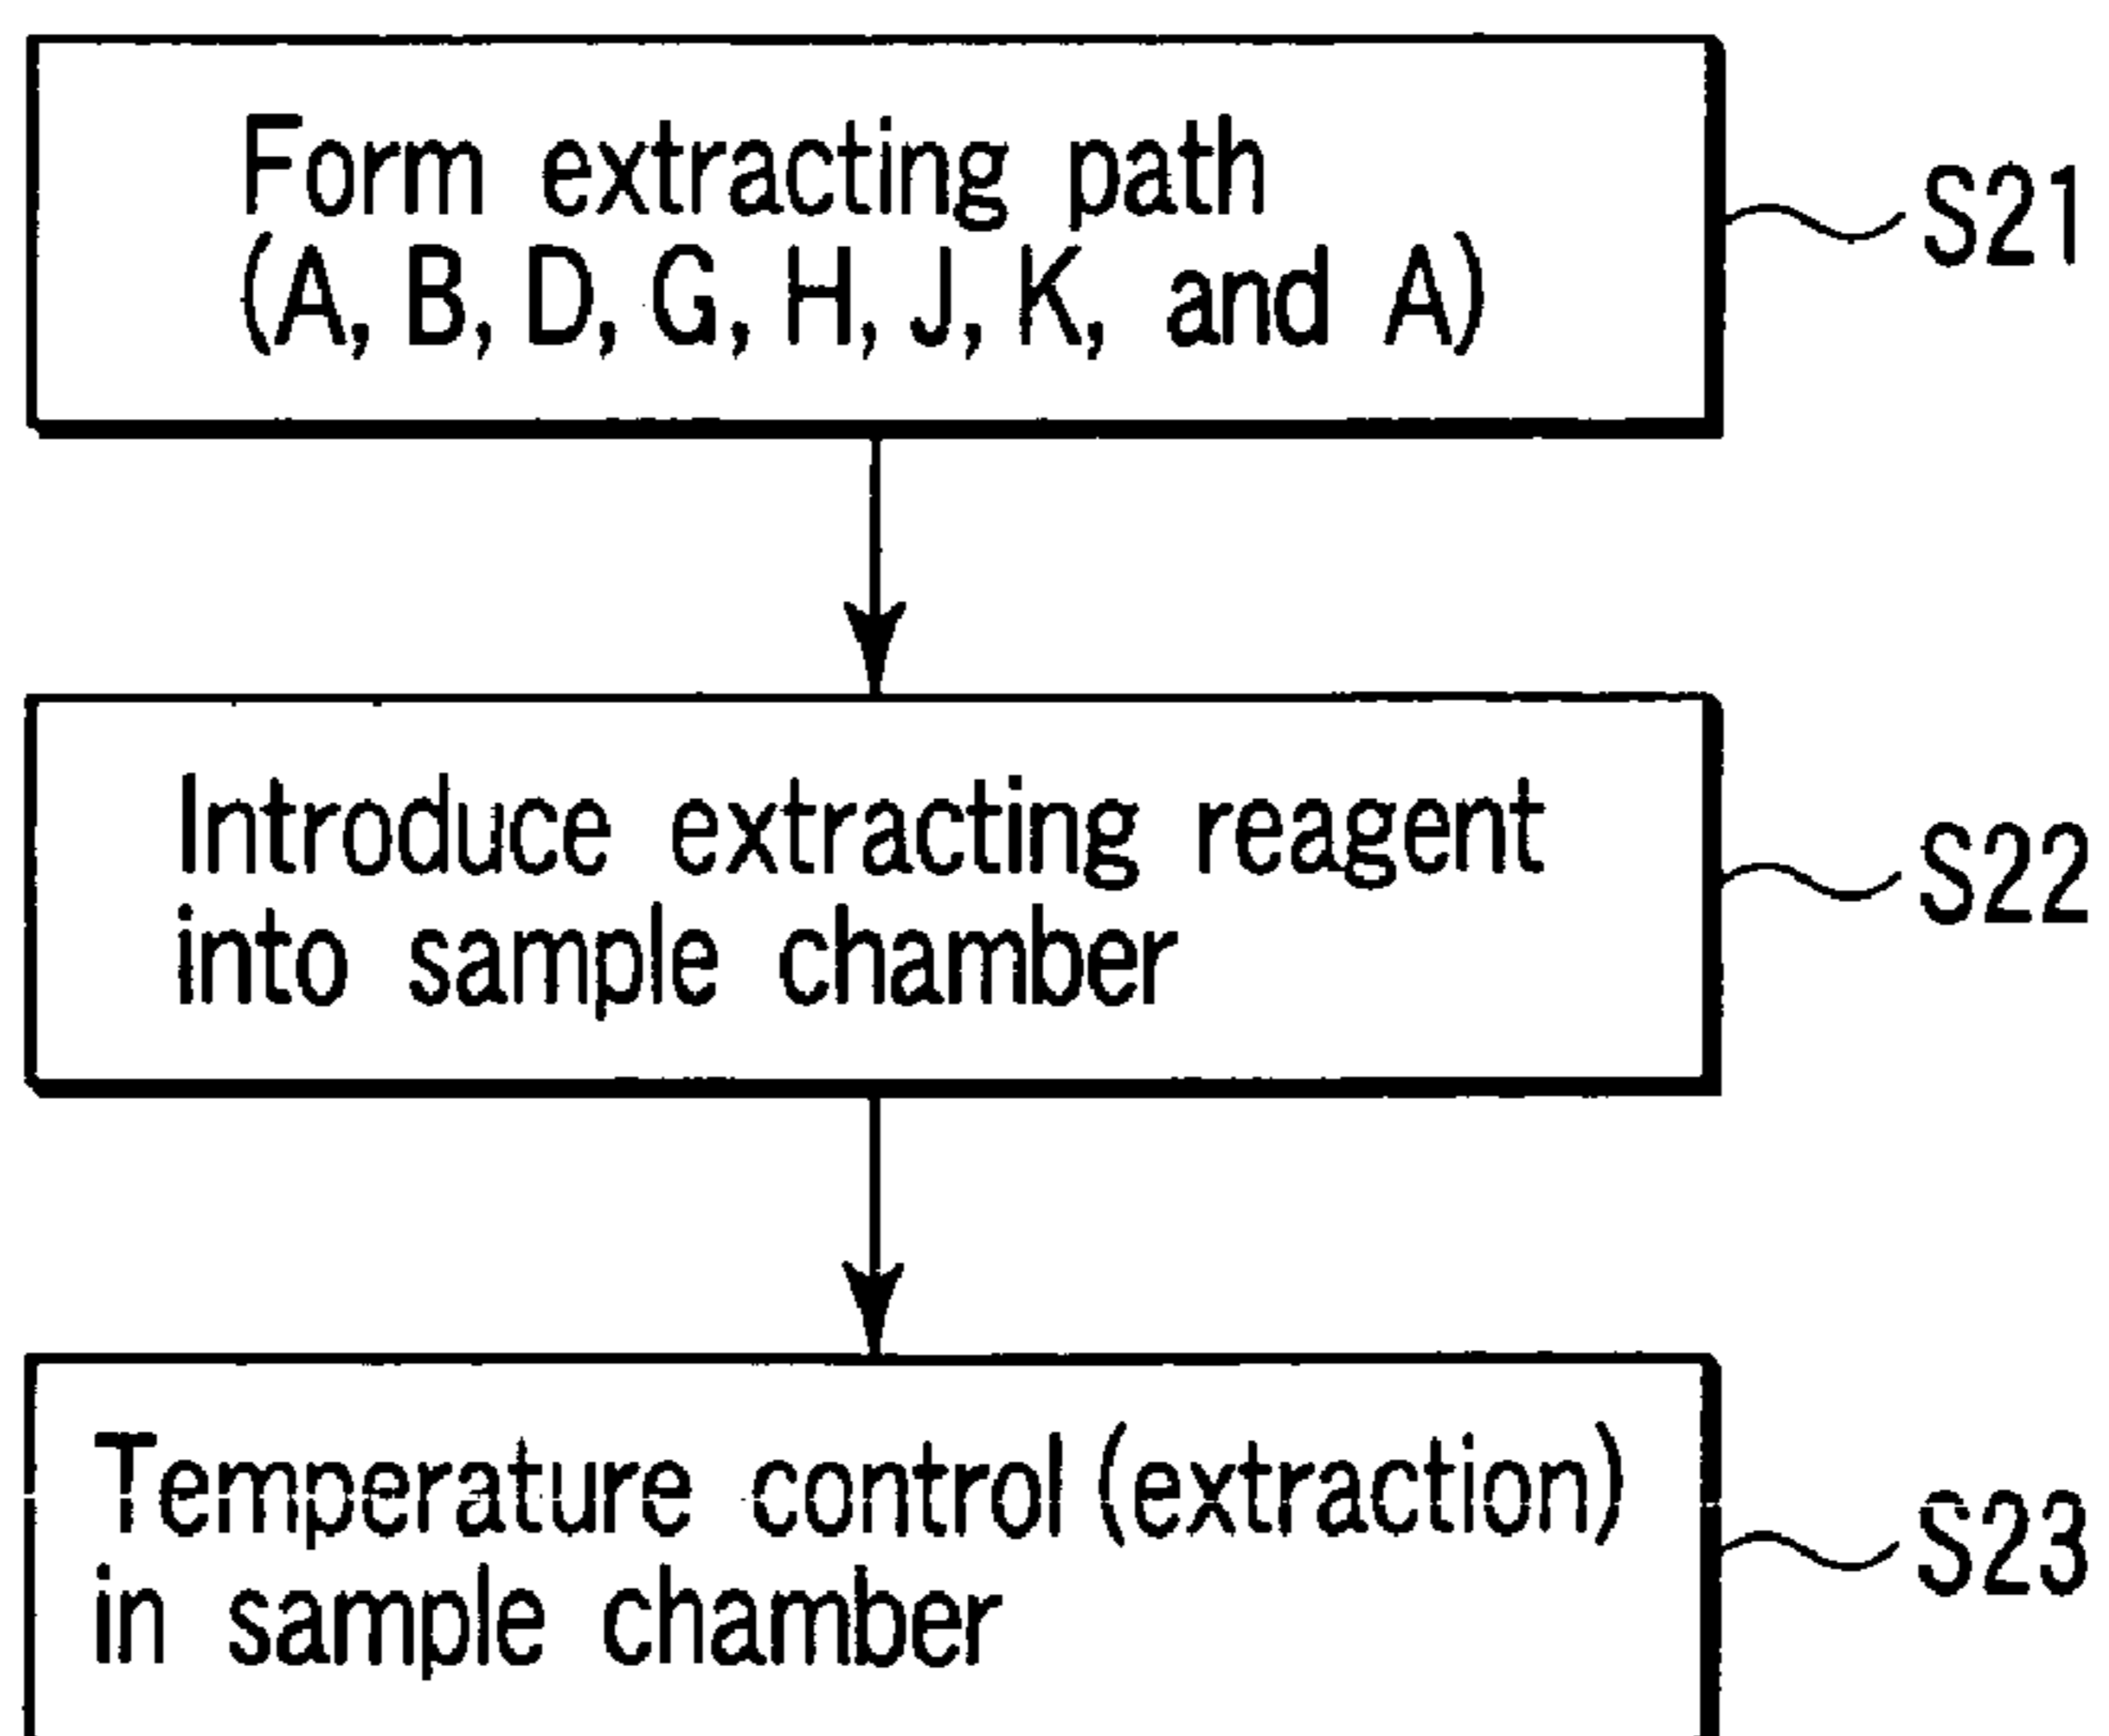 Form extracting path
(A, B, D, G, H, J, K, and A)
S21
Introduce extracting reagent
into sample chamber
S22
Temperature control (extraction)
in sample chamber
S23